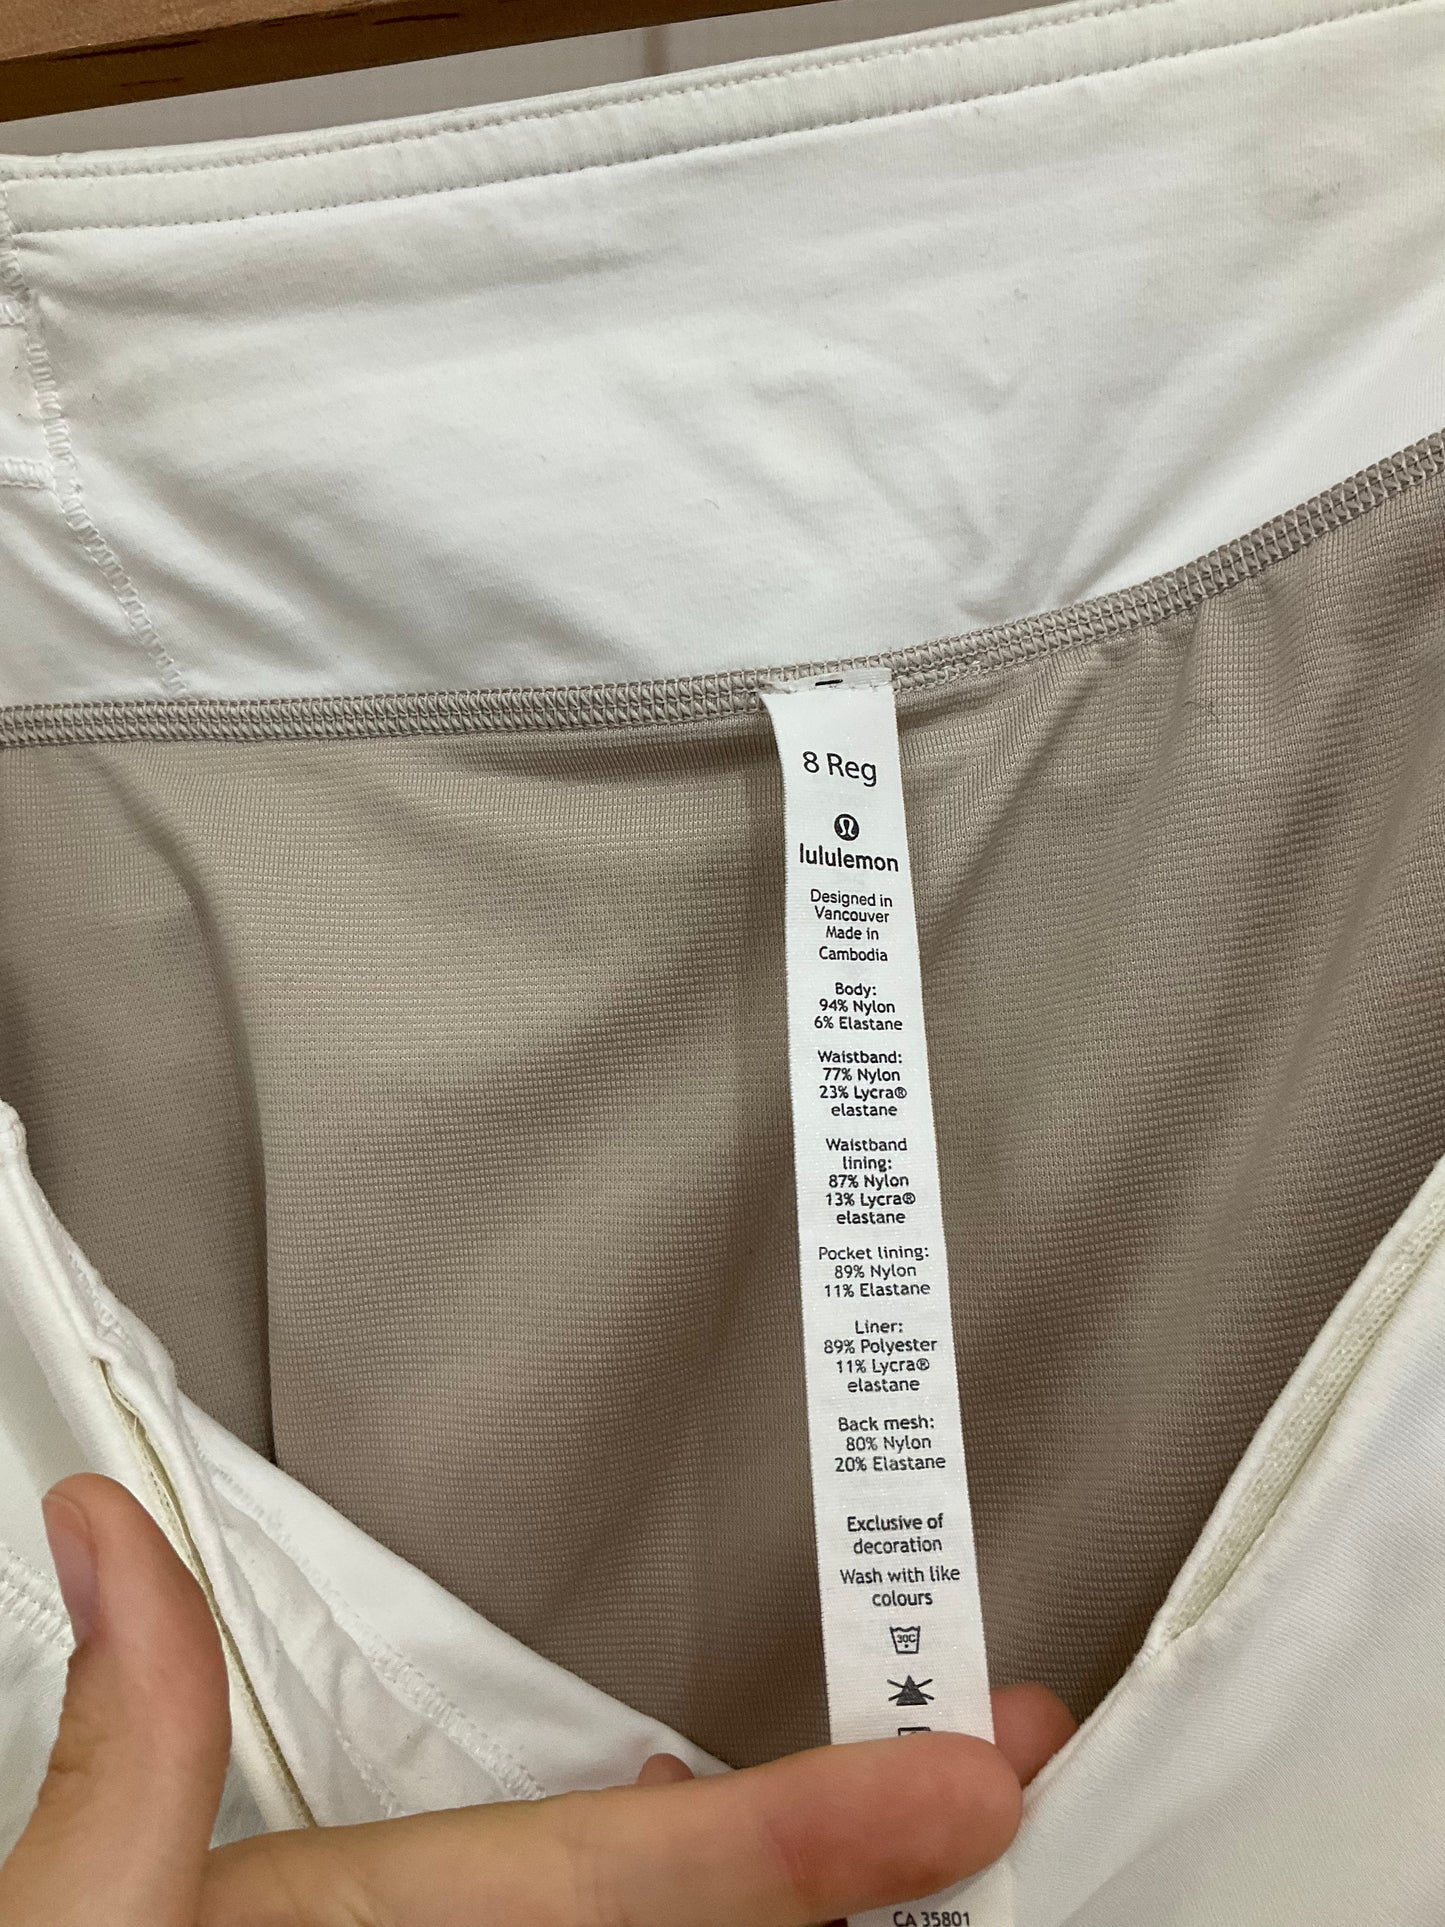 8 Reg
lululemon
Designed in
Vancouver
Made in
Cambodia
Body:
94% Nylon
6% Elastane
Waistband:
77% Nylon
23% Lycra®
elastane
Waistband
lining:
87% Nylon
13% Lycra®
elastane
Pocket lining:
89% Nylon
11% Elastane
Liner:
89% Polyester
11% Lycra®
elastane
Back mesh:
80% Nylon
20% Elastane
Exclusive of
decoration
Wash with like
colours
30C
CA 35801